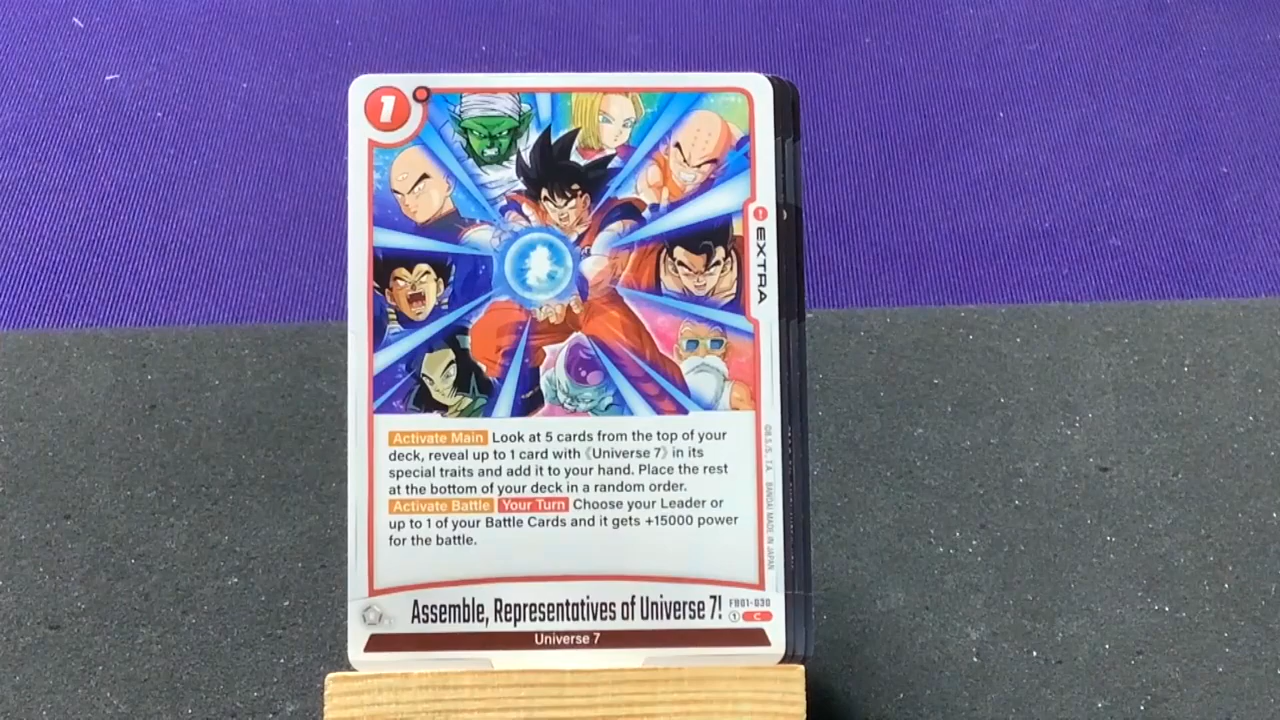 1
EXTRA
Activate Main Look at 5 cards from the top of your
deck, reveal up to 1 card with 《Universe 7》 in its
special traits and add it to your hand. Place the rest
at the bottom of your deck in a random order.
Activate Battle Your Turn Choose your Leader or
up to 1 of your Battle Cards and it gets +15000 power
for the battle.
©B.S./S., T.A. BANDAI MADE IN JAPAN
Assemble, Representatives of Universe 7!
FB01-030
1 C
Universe 7